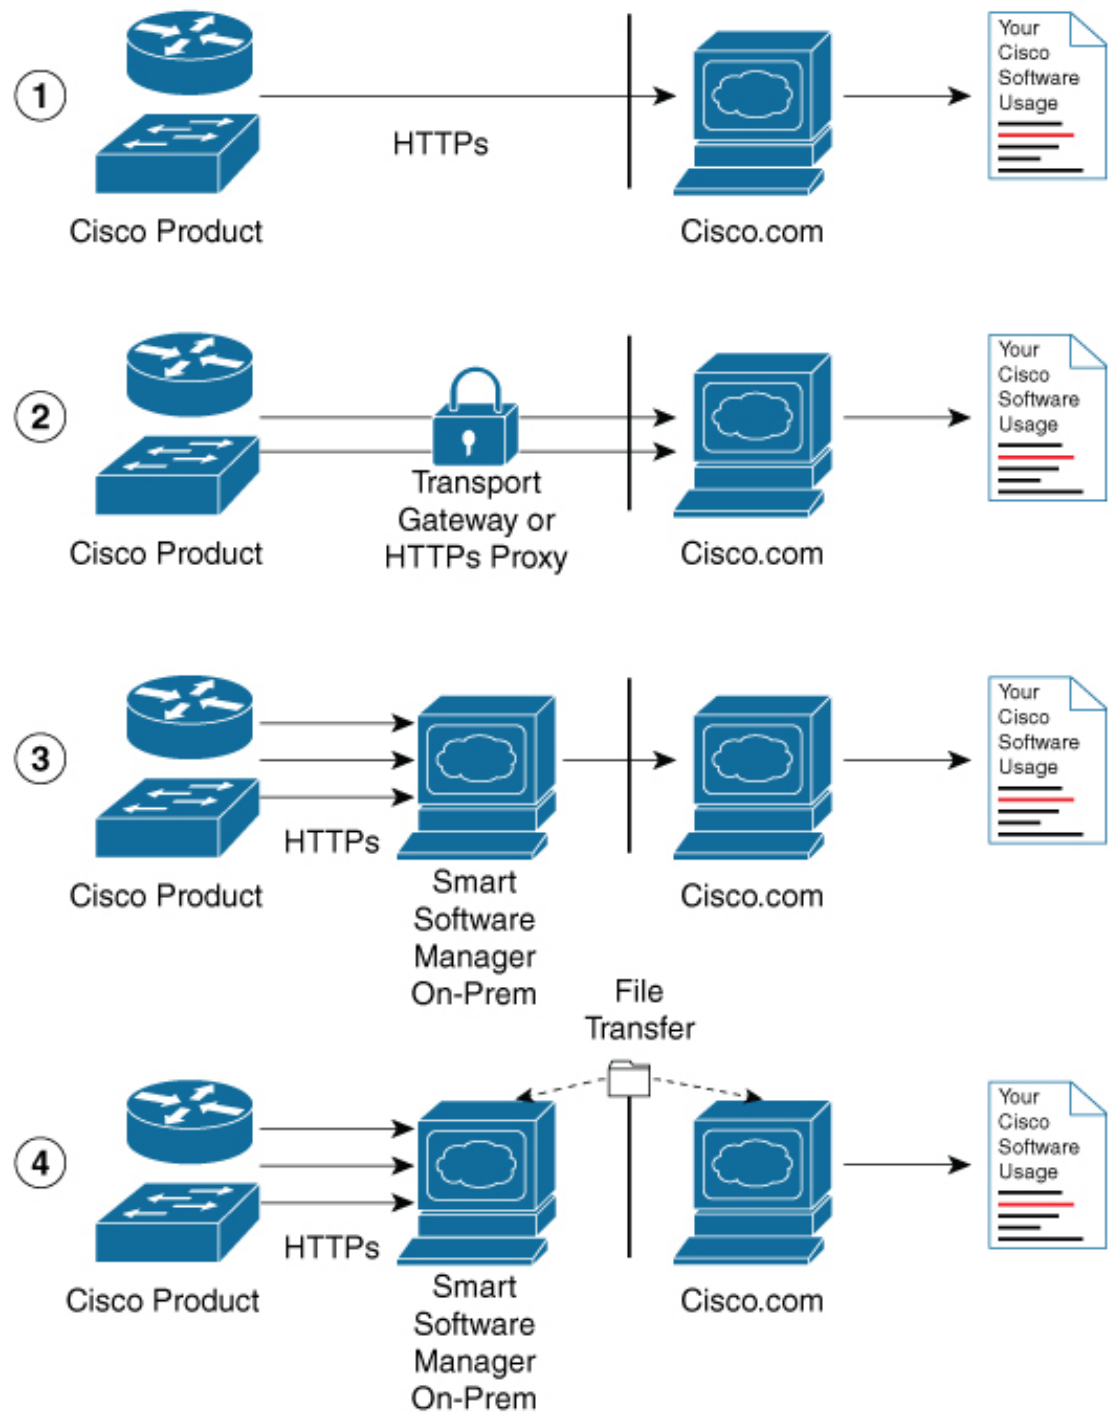 1
HTTPs
Cisco Product
Cisco.com
Your
Cisco
Software
Usage
2
Transport
Gateway or
HTTPs Proxy
Cisco Product
Cisco.com
Your
Cisco
Software
Usage
3
HTTPs
Cisco Product
Smart
Software
Manager
On-Prem
Cisco.com
Your
Cisco
Software
Usage
File
Transfer
4
HTTPs
Cisco Product
Smart
Software
Manager
On-Prem
Cisco.com
Your
Cisco
Software
Usage